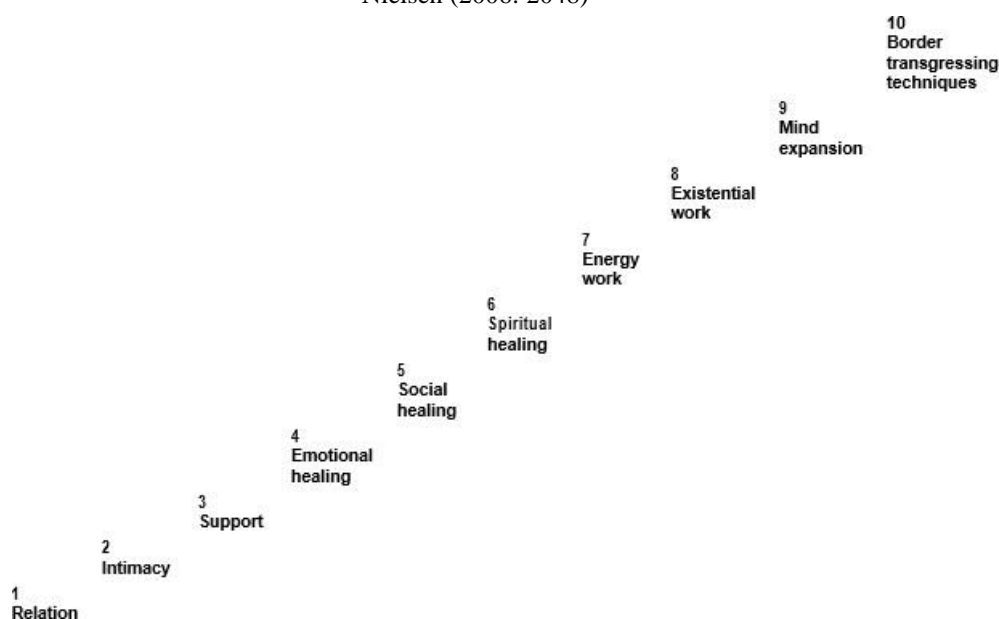 Nielsen
10
Border
transgressing
techniques
9
Mind
expansion
8
Existential
work
7
Energy
work
6
Spiritual
healing
5
Social
healing
4
Emotional
healing
3
Support
2
Intimacy
1
Relation